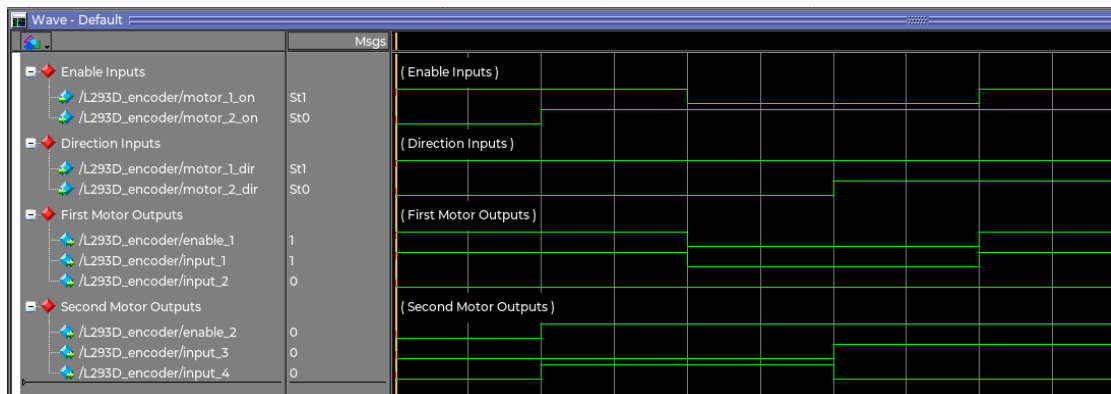 Wave - Default
Msgs
Enable Inputs ( Enable Inputs )
/L293D_encoder/motor_1_on St1
/L293D_encoder/motor_2_on St0
Direction Inputs ( Direction Inputs )
/L293D_encoder/motor_1_dir St1
/L293D_encoder/motor_2_dir St0
First Motor Outputs ( First Motor Outputs )
/L293D_encoder/enable_1 1
/L293D_encoder/input_1 1
/L293D_encoder/input_2 0
Second Motor Outputs ( Second Motor Outputs )
/L293D_encoder/enable_2 0
/L293D_encoder/input_3 0
/L293D_encoder/input_4 0